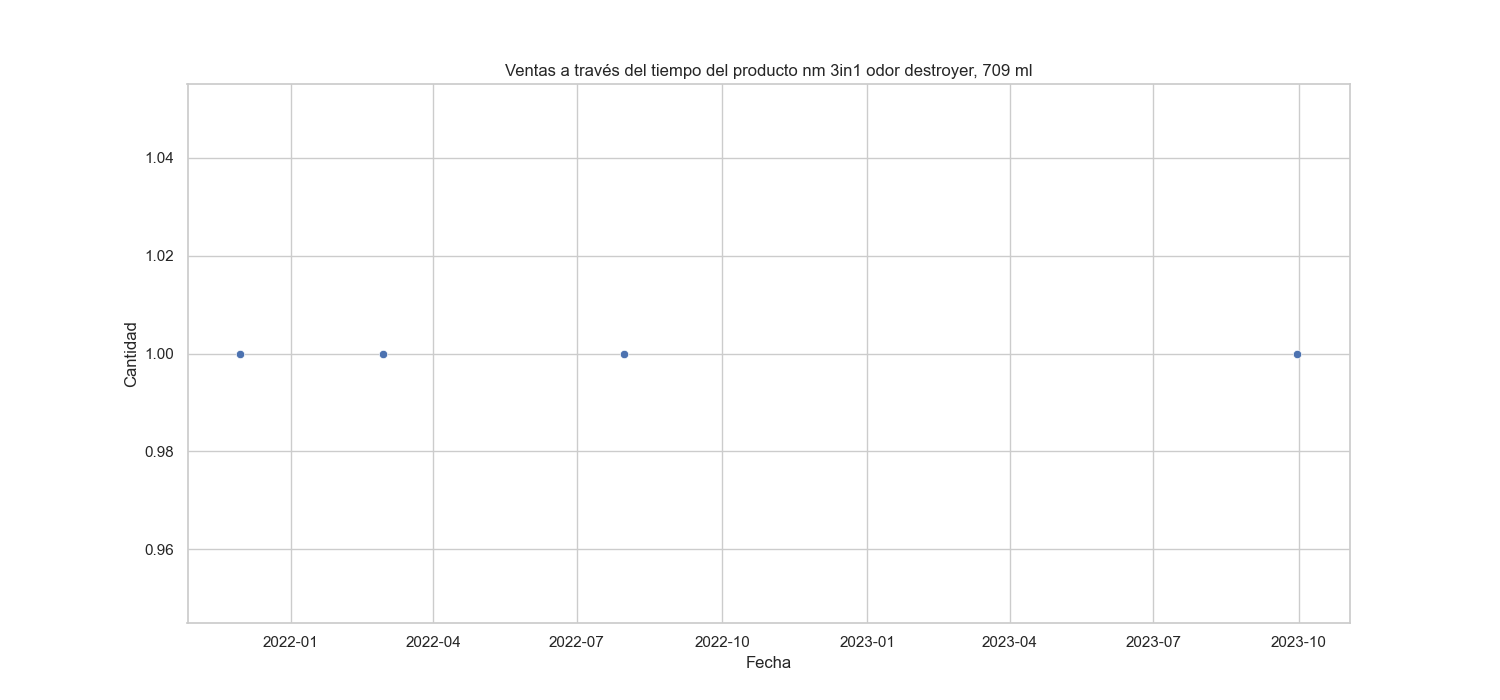 Ventas a través del tiempo del producto nm 3in1 odor destroyer, 709 ml
1.04
1.02
1.00
0.98
0.96
Cantidad
2022-01 2022-04 2022-07 2022-10 2023-01 2023-04 2023-07 2023-10
Fecha